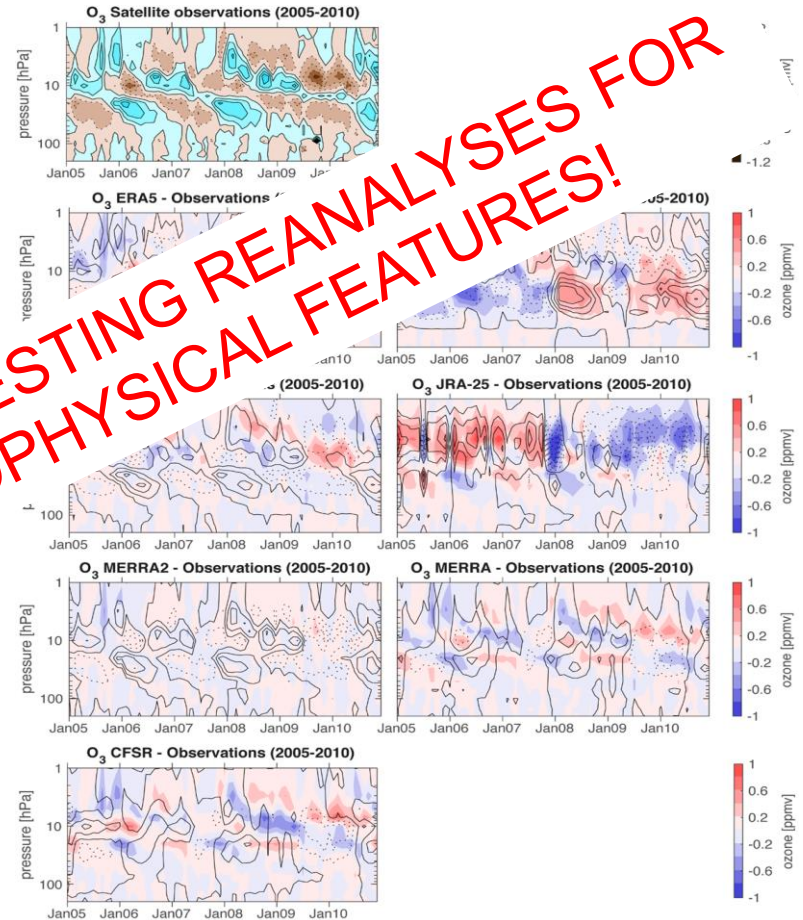 O3 Satellite observations (2005-2010)
pressure [hPa]
1
10
100
Jan05 Jan06 Jan07 Jan08 Jan09
-1.2
TESTING REANALYSES FOR
PHYSICAL FEATURES!
O3 ERA5 - Observations
pressure [hPa]
1
10
Jan10
Jan05 Jan06 Jan07 Jan08 Jan09 Jan10
1
0.6
0.2
-0.2
-0.6
-1
ozone [ppmv]
(2005-2010)
100
Jan05 Jan06 Jan07 Jan08 Jan09 Jan10
O3 JRA-25 - Observations (2005-2010)
Jan05 Jan06 Jan07 Jan08 Jan09 Jan10
1
0.6
0.2
-0.2
-0.6
-1
ozone [ppmv]
O3 MERRA2 - Observations (2005-2010)
pressure [hPa]
1
10
100
Jan05 Jan06 Jan07 Jan08 Jan09 Jan10
O3 MERRA - Observations (2005-2010)
Jan05 Jan06 Jan07 Jan08 Jan09 Jan10
1
0.6
0.2
-0.2
-0.6
-1
ozone [ppmv]
O3 CFSR - Observations (2005-2010)
pressure [hPa]
1
10
100
Jan05 Jan06 Jan07 Jan08 Jan09 Jan10
1
0.6
0.2
-0.2
-0.6
-1
ozone [ppmv]